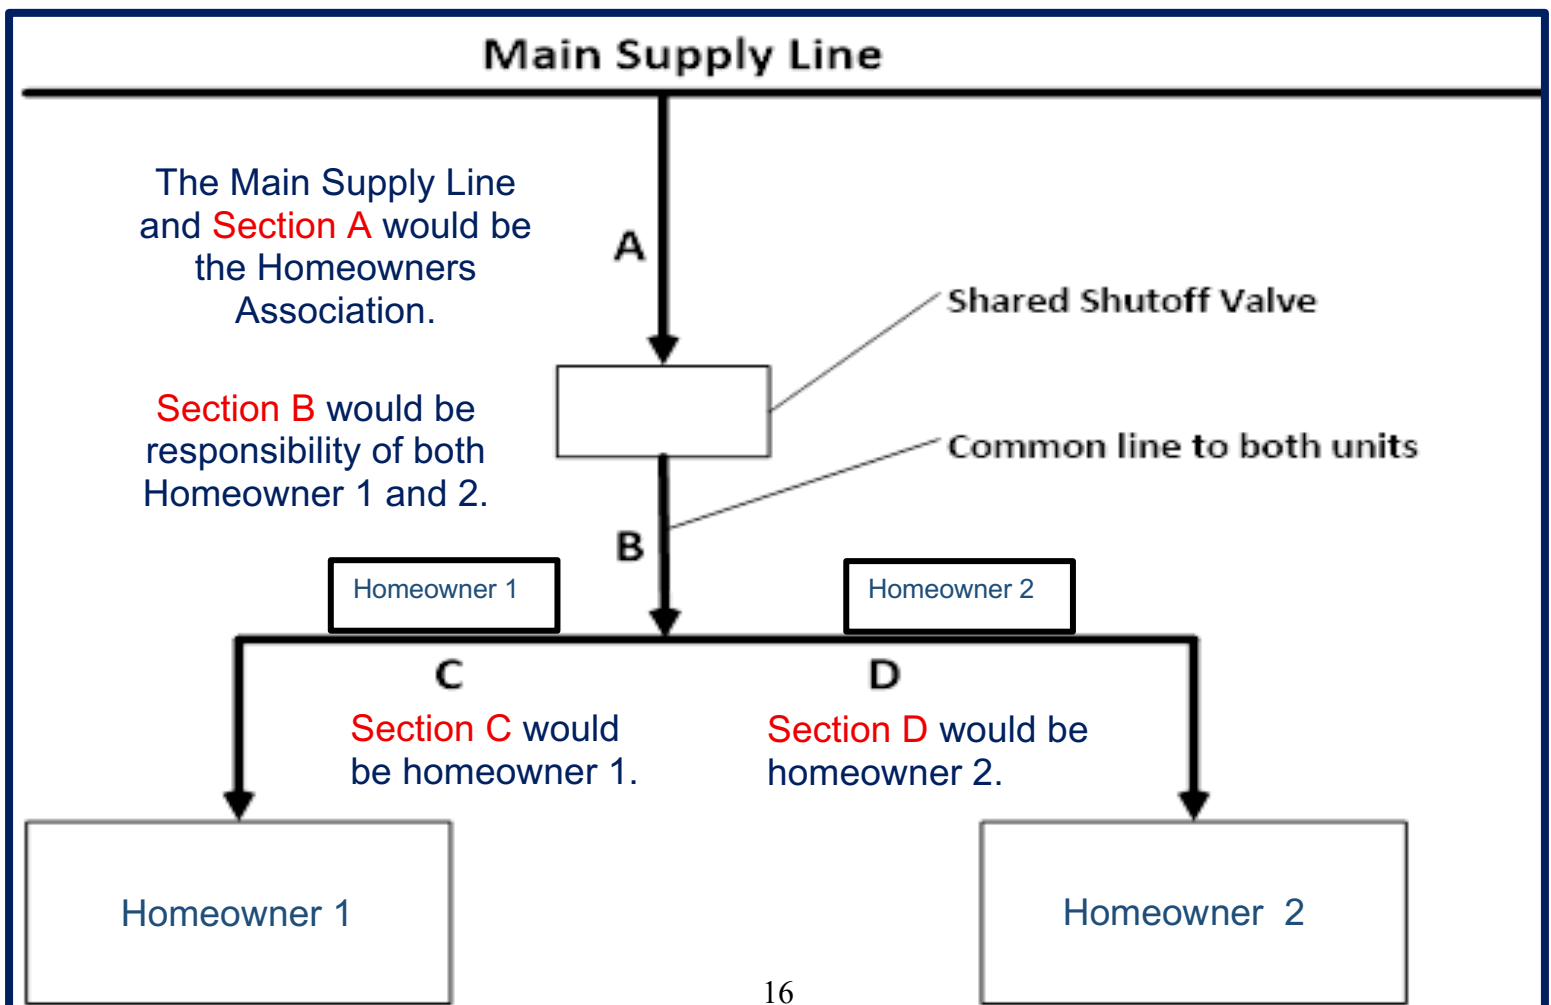 Main Supply Line
The Main Supply Line
and Section A would be
the Homeowners
Association.
A
Shared Shutoff Valve
Section B would be
responsibility of both
Homeowner 1 and 2.
Common line to both units
B
Homeowner 1
Homeowner 2
C
D
Section C would
be homeowner 1.
Section D would be
homeowner 2.
Homeowner 1
Homeowner 2
16